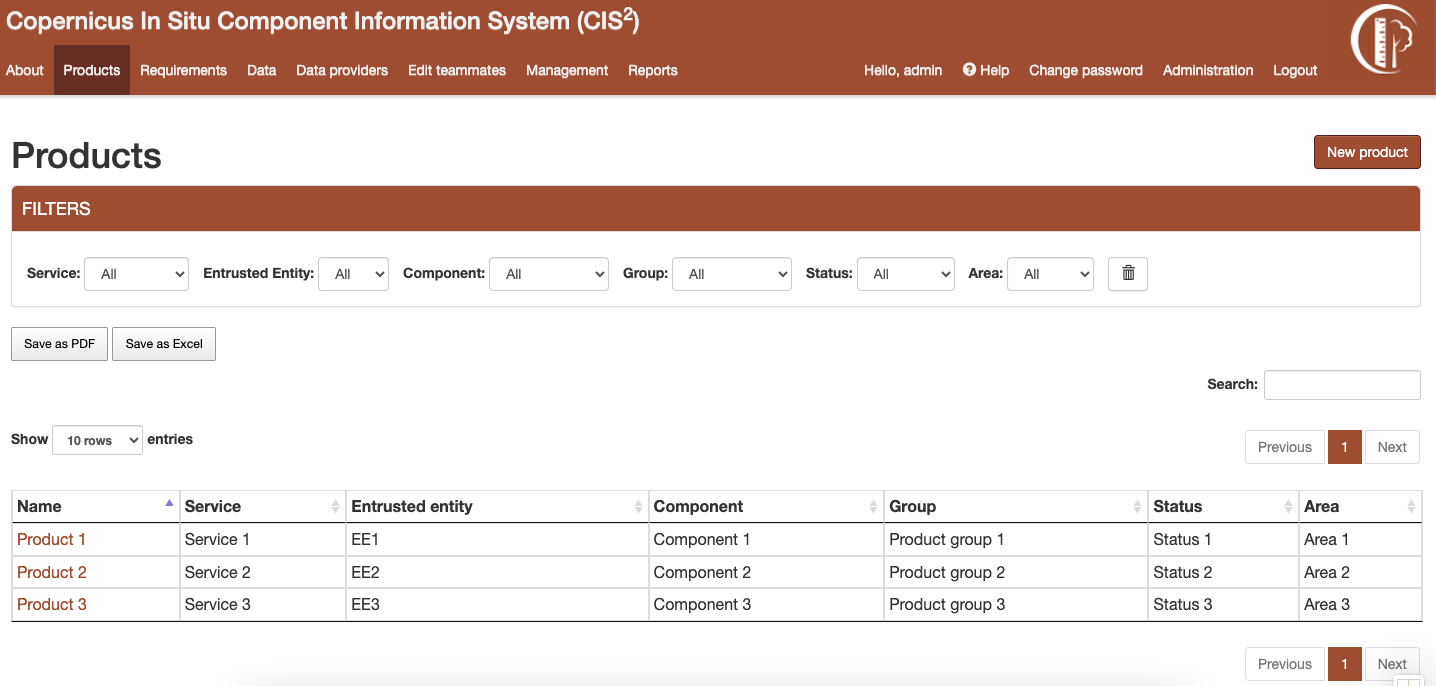 Copernicus In Situ Component Information System (CIS²)
About Products Requirements Data Data providers Edit teammates Management Reports Hello, admin Help Change password Administration Logout
Products
New product
FILTERS
Service: All Entrusted Entity: All Component: All Group: All Status: All Area: All
Save as PDF Save as Excel
Search:
Show 10 rows entries
Previous 1 Next
Name Service Entrusted entity Component Group Status Area
Product 1 Service 1 EE1 Component 1 Product group 1 Status 1 Area 1
Product 2 Service 2 EE2 Component 2 Product group 2 Status 2 Area 2
Product 3 Service 3 EE3 Component 3 Product group 3 Status 3 Area 3
Previous 1 Next